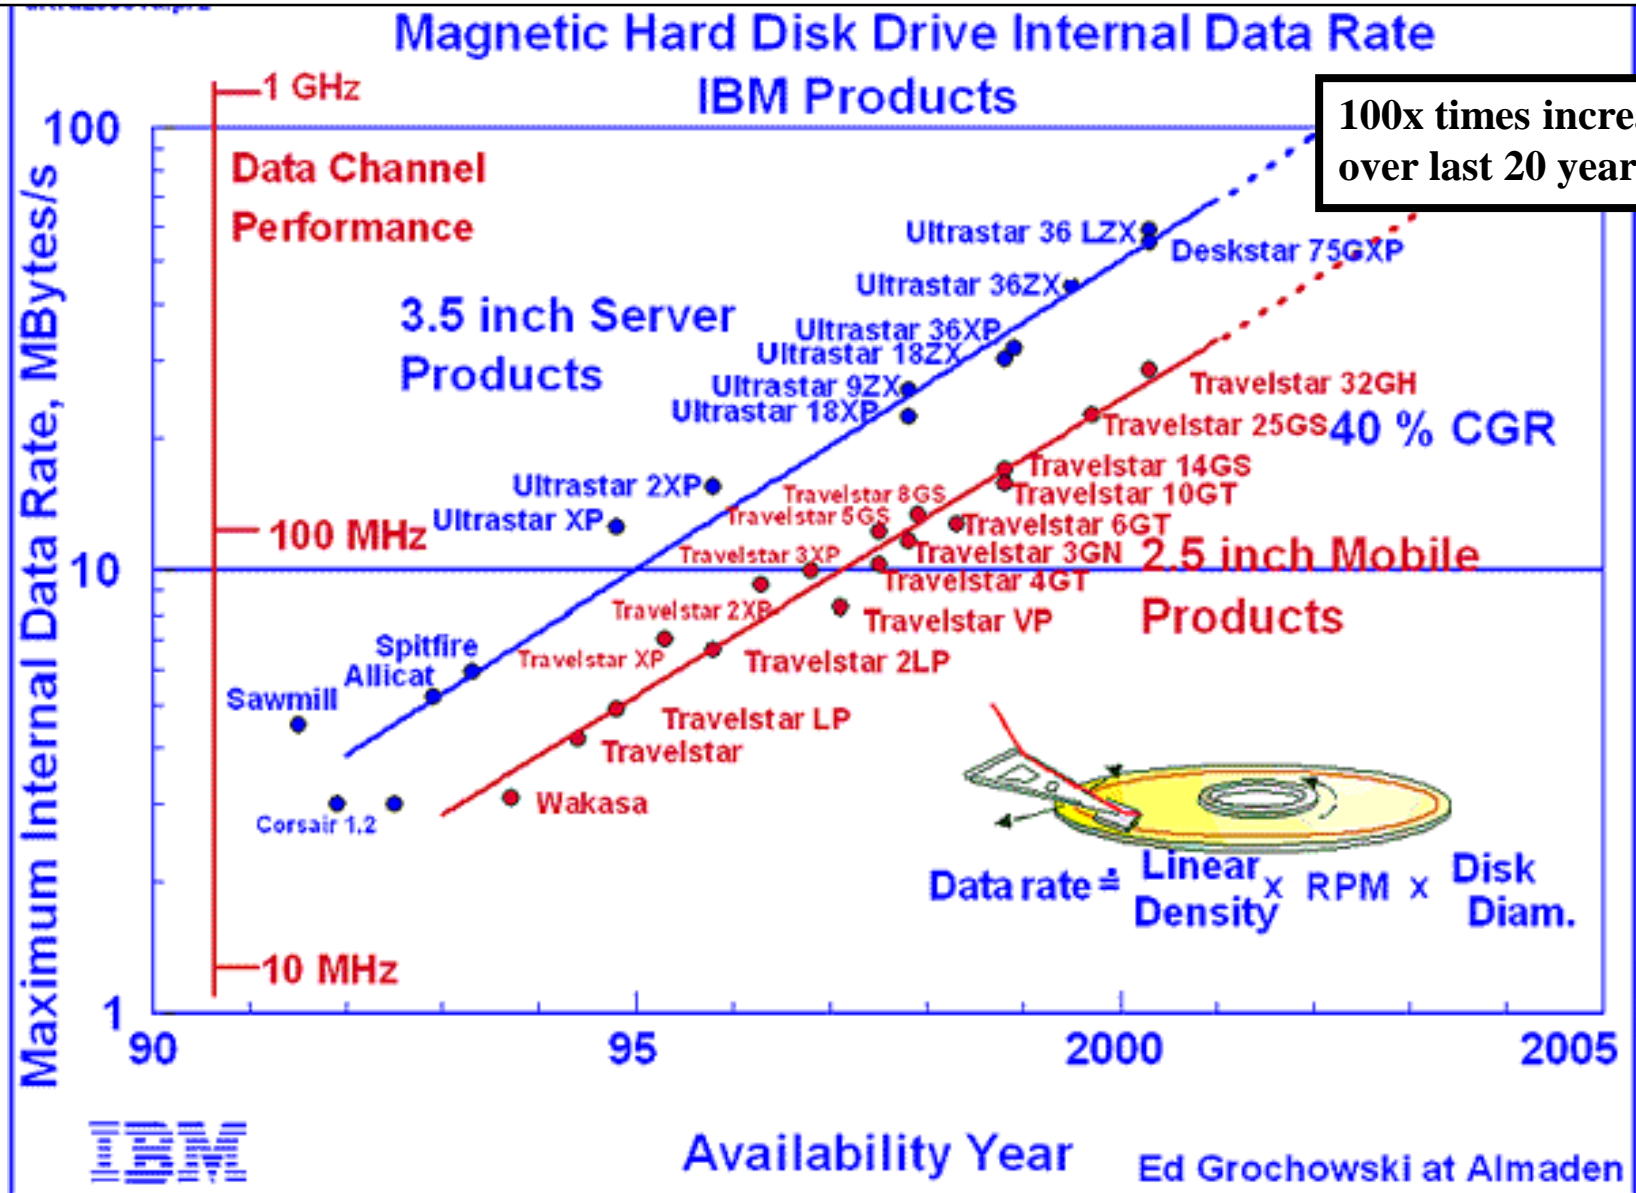 Magnetic Hard Disk Drive Internal Data Rate
IBM Products
100x times
over last 20
1 GHz
100
Data Channel
Performance
Maximum Internal Data Rate, MBytes/s
3.5 inch Server
Products
Ultrastar 36 LZX
Deskstar 75GXP
Ultrastar 36ZX
Ultrastar 36XP
Ultrastar 18ZX
Ultrastar 9ZX
Ultrastar 18XP
Travelstar 32GH
Travelstar 25GS
40 % CGR
Ultrastar 2XP
Ultrastar XP
Travelstar 14GS
Travelstar 10GT
Travelstar 8GS
Travelstar 5GS
Travelstar 6GT
100 MHz
Travelstar 3XP
Travelstar 3GN
2.5 inch Mobile
Products
10
Travelstar 4GT
Travelstar 2XP
Travelstar VP
Spitfire
Allicat
Travelstar XP
Travelstar 2LP
Sawmill
Travelstar LP
Travelstar
Wakasa
Corsair 1,2
Data rate ≐ Linear Density x RPM x Disk Diam.
10 MHz
1
90
95
2000
2005
Availability Year
IBM
Ed Grochowski at Almaden